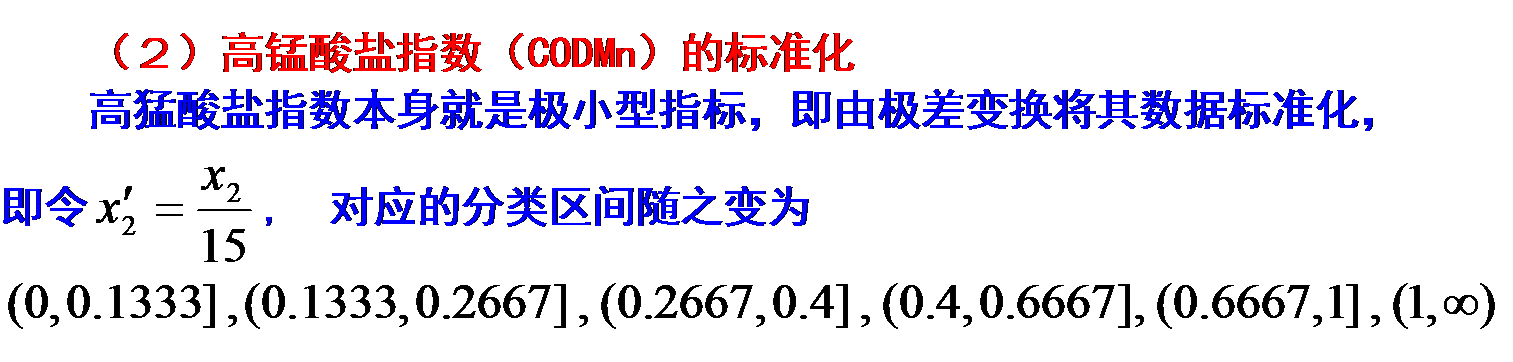 （2）高锰酸盐指数（CODMn）的标准化
高猛酸盐指数本身就是极小型指标，即由极差变换将其数据标准化，
即令 $x_2' = \frac{x_2}{15}$， 对应的分类区间随之变为
(0,0.1333],(0.1333,0.2667],(0.2667,0.4],(0.4,0.6667],(0.6667,1],(1,∞)